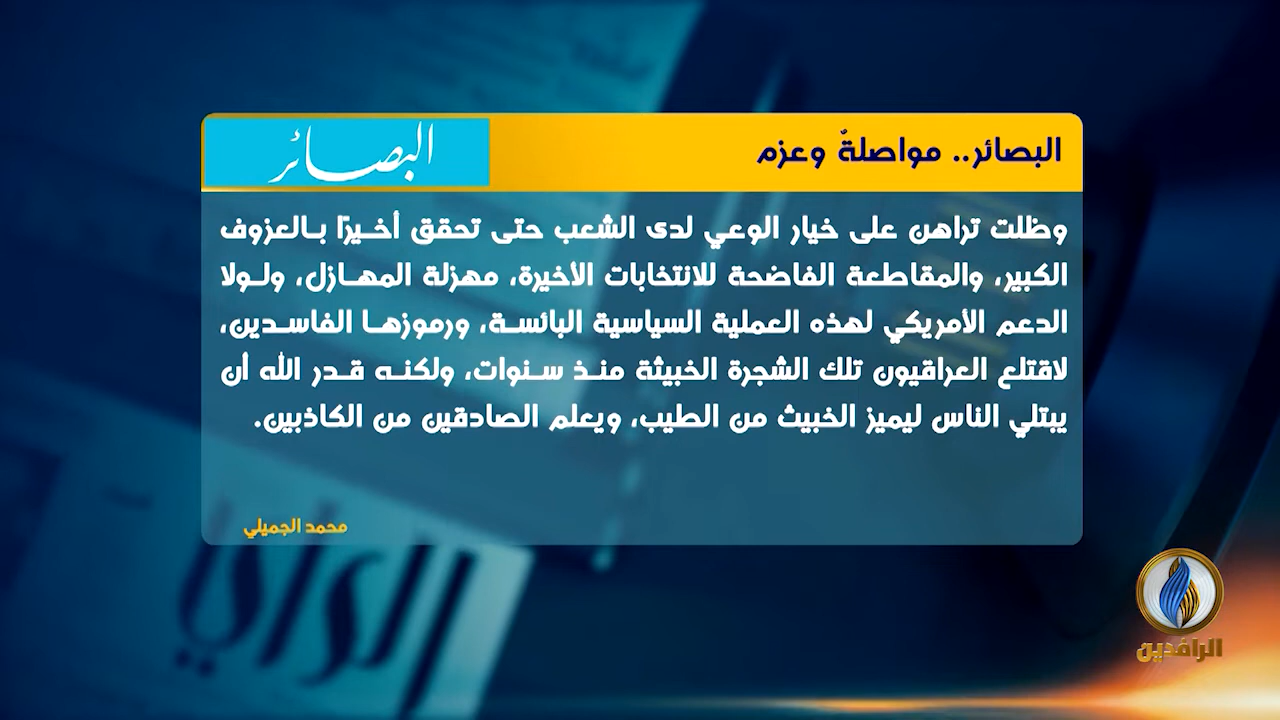 البصائر.. مواصلةٌ وعزم
البصائر
وظلت تراهن على خيار الوعي لدى الشعب حتى تحقق أخيرًا بالعزوف
الكبير، والمقاطعة الفاضحة للانتخابات الأخيرة، مهزلة المهازل، ولولا
الدعم الأمريكي لهذه العملية السياسية البائسة، ورموزها الفاسدين،
لاقتلع العراقيون تلك الشجرة الخبيثة منذ سنوات، ولكنه قدر الله أن
يبتلي الناس ليميز الخبيث من الطيب، ويعلم الصادقين من الكاذبين.
محمد الجميلي
الراي
الرافدين